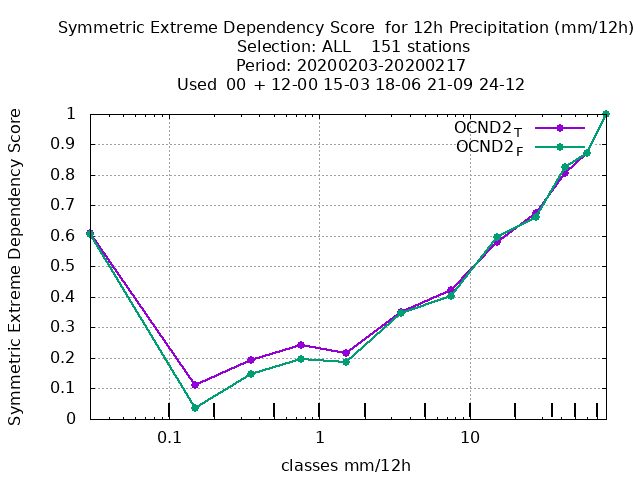 Symmetric Extreme Dependency Score  for 12h Precipitation (mm/12h)
Selection: ALL    151 stations
Period: 20200203-20200217
Used  00 + 12-00 15-03 18-06 21-09 24-12
Symmetric Extreme Dependency Score
1
0.9
0.8
0.7
0.6
0.5
0.4
0.3
0.2
0.1
0
OCND2 T
OCND2 F
0.1 1 10
classes mm/12h